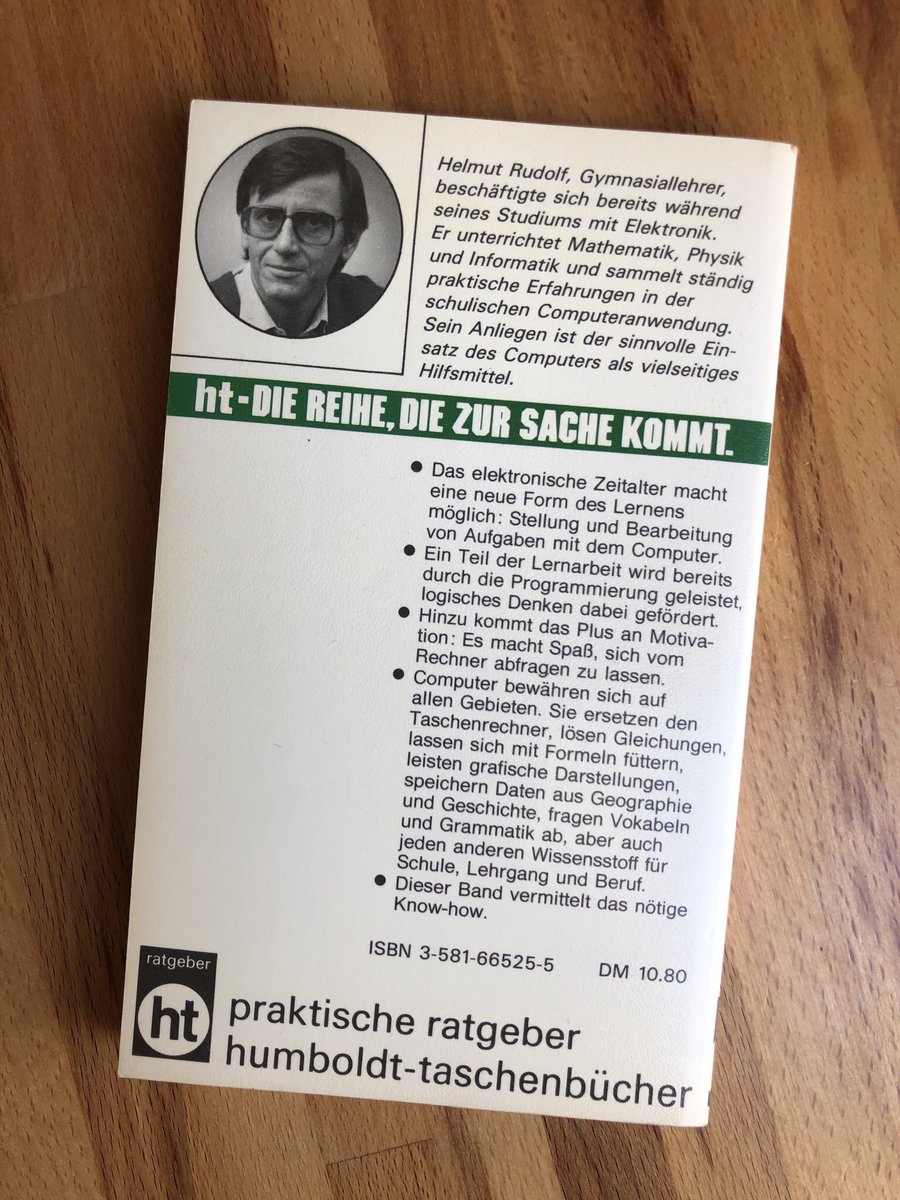 Helmut Rudolf, Gymnasiallehrer,
beschäftigte sich bereits während
seines Studiums mit Elektronik.
Er unterrichtet Mathematik, Physik
und Informatik und sammelt ständig
praktische Erfahrungen in der
schulischen Computeranwendung.
Sein Anliegen ist der sinnvolle Ein-
satz des Computers als vielseitiges
Hilfsmittel.
ht-DIE REIHE, DIE ZUR SACHE KOMMT.
● Das elektronische Zeitalter macht
eine neue Form des Lernens
möglich: Stellung und Bearbeitung
von Aufgaben mit dem Computer.
● Ein Teil der Lernarbeit wird bereits
durch die Programmierung geleistet,
logisches Denken dabei gefördert.
● Hinzu kommt das Plus an Motiva-
tion: Es macht Spaß, sich vom
Rechner abfragen zu lassen.
● Computer bewähren sich auf
allen Gebieten. Sie ersetzen den
Taschenrechner, lösen Gleichungen,
lassen sich mit Formeln füttern,
leisten grafische Darstellungen,
speichern Daten aus Geographie
und Geschichte, fragen Vokabeln
und Grammatik ab, aber auch
jeden anderen Wissensstoff für
Schule, Lehrgang und Beruf.
● Dieser Band vermittelt das nötige
Know-how.
ISBN 3-581-66525-5 DM 10.80
ratgeber
ht
praktische ratgeber
humboldt-taschenbücher